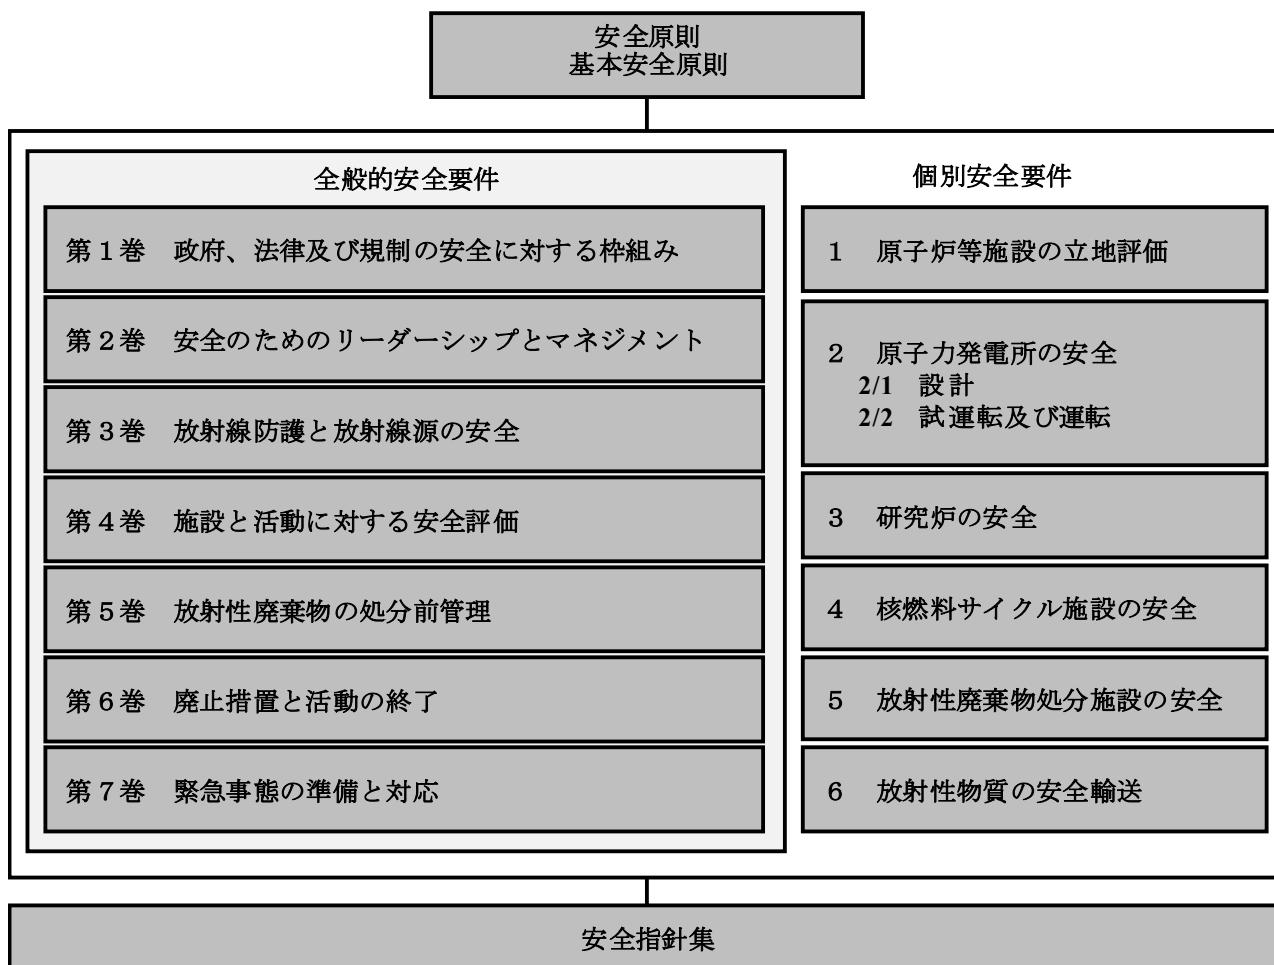 安全原則
基本安全原則
全般的安全要件
第１巻　政府、法律及び規制の安全に対する枠組み
第２巻　安全のためのリーダーシップとマネジメント
第３巻　放射線防護と放射線源の安全
第４巻　施設と活動に対する安全評価
第５巻　放射性廃棄物の処分前管理
第６巻　廃止措置と活動の終了
第７巻　緊急事態の準備と対応
個別安全要件
１　原子炉等施設の立地評価
２　原子力発電所の安全
2/1　設計
2/2　試運転及び運転
３　研究炉の安全
４　核燃料サイクル施設の安全
５　放射性廃棄物処分施設の安全
６　放射性物質の安全輸送
安全指針集